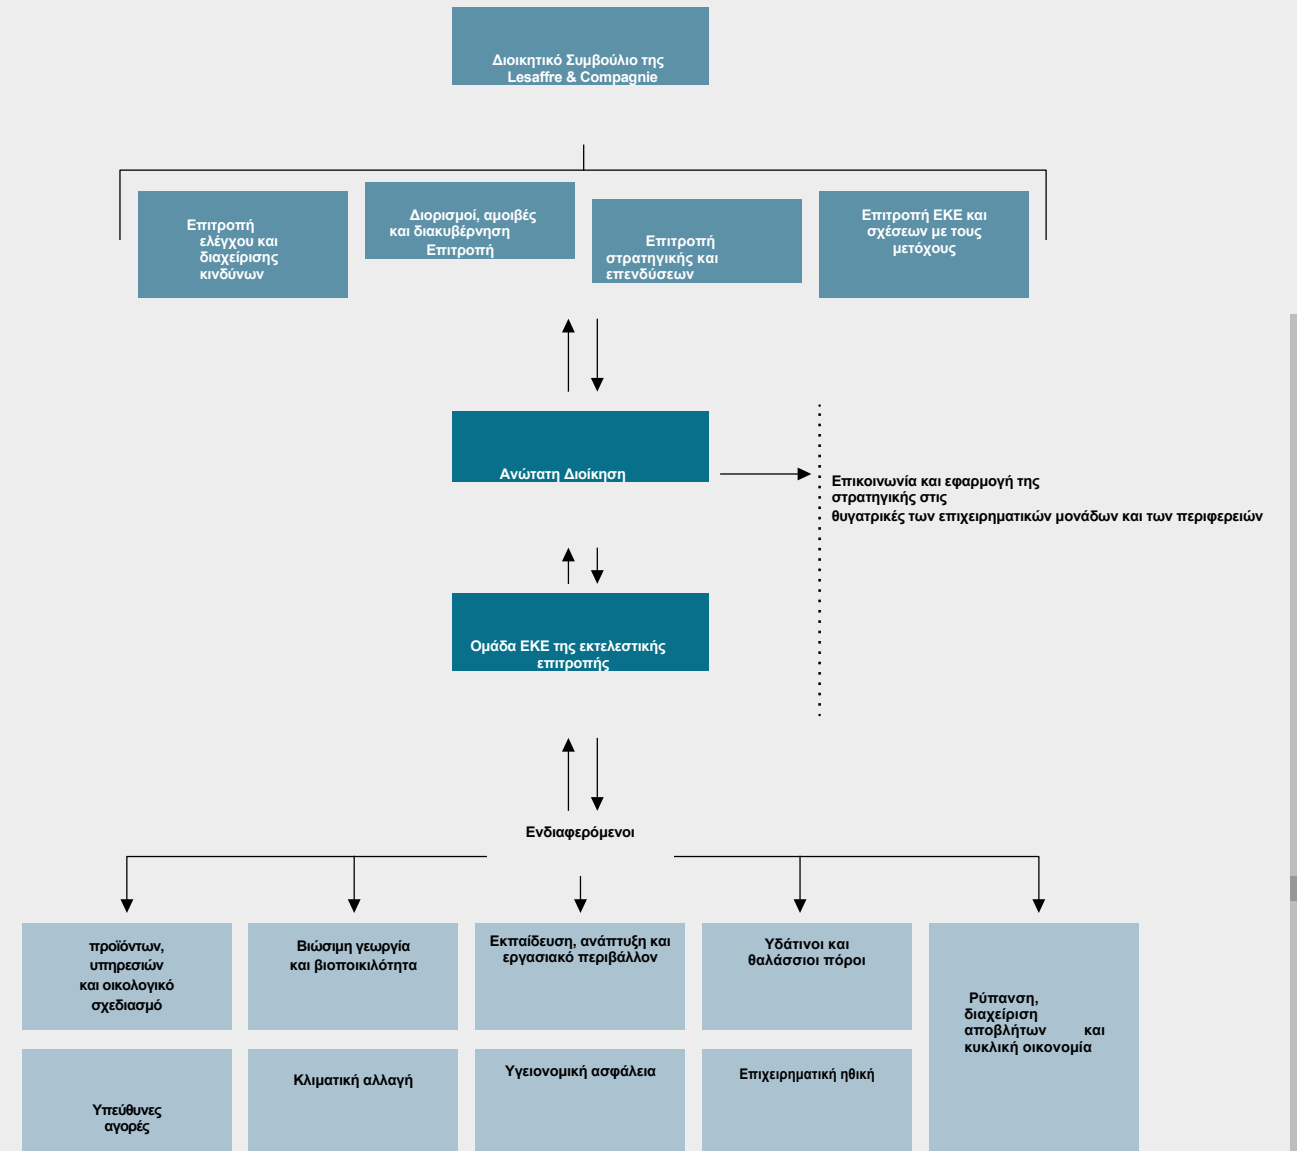 Διοικητικό Συμβούλιο της
Lesaffre & Compagnie
Επιτροπή
ελέγχου και
διαχείρισης
κινδύνων
Διορισμοί, αμοιβές
και διακυβέρνηση
Επιτροπή
Επιτροπή
στρατηγικής και
επενδύσεων
Επιτροπή ΕΚΕ και
σχέσεων με τους
μετόχους
Ανώτατη Διοίκηση
Επικοινωνία και εφαρμογή της
στρατηγικής στις
θυγατρικές των επιχειρηματικών μονάδων και των περιφερειών
Ομάδα ΕΚΕ της εκτελεστικής
επιτροπής
Ενδιαφερόμενοι
προϊόντων,
υπηρεσιών
και οικολογικό
σχεδιασμό
Βιώσιμη γεωργία
και βιοποικιλότητα
Εκπαίδευση, ανάπτυξη και
εργασιακό περιβάλλον
Υδάτινοι και
θαλάσσιοι πόροι
Ρύπανση,
διαχείριση
αποβλήτων και
κυκλική οικονομία
Υπεύθυνες
αγορές
Κλιματική αλλαγή
Υγειονομική ασφάλεια
Επιχειρηματική ηθική